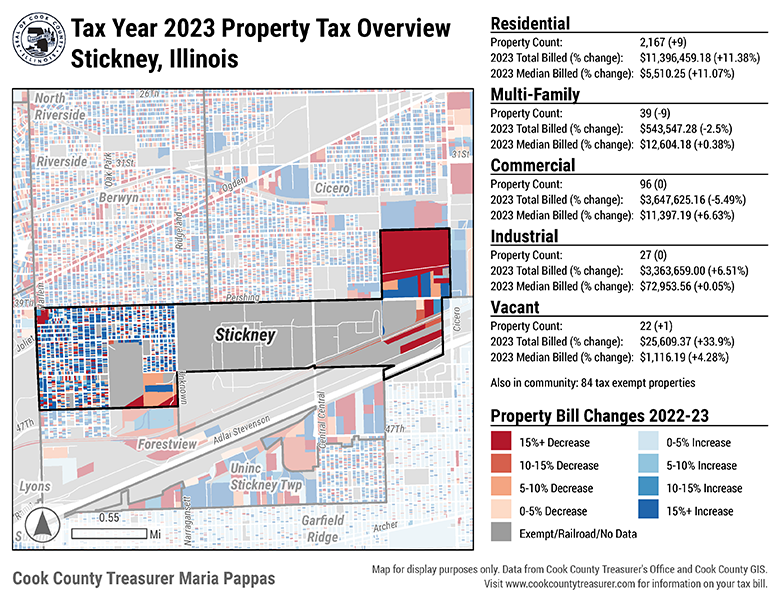 Tax Year 2023 Property Tax Overview
Stickney, Illinois
SEAL OF COOK COUNTY
ILLINOIS
Residential
Property Count: 2,167 (+9)
2023 Total Billed (% change): $11,396,459.18 (+11.38%)
2023 Median Billed (% change): $5,510.25 (+11.07%)
Multi-Family
Property Count: 39 (-9)
2023 Total Billed (% change): $543,547.28 (-2.5%)
2023 Median Billed (% change): $12,604.18 (+0.38%)
Commercial
Property Count: 96 (0)
2023 Total Billed (% change): $3,647,625.16 (-5.49%)
2023 Median Billed (% change): $11,397.19 (+6.63%)
Industrial
Property Count: 27 (0)
2023 Total Billed (% change): $3,363,659.00 (+6.51%)
2023 Median Billed (% change): $72,953.56 (+0.05%)
Vacant
Property Count: 22 (+1)
2023 Total Billed (% change): $25,609.37 (+33.9%)
2023 Median Billed (% change): $1,116.19 (+4.28%)
Also in community: 84 tax exempt properties
Property Bill Changes 2022-23
15%+ Decrease
10-15% Decrease
5-10% Decrease
0-5% Decrease
Exempt/Railroad/No Data
0-5% Increase
5-10% Increase
10-15% Increase
15%+ Increase
North
Riverside
26Th
Riverside
Oak Park
31St
31St
Berwyn
Ogden
Cicero
Ridgeland
Pershing
39Th
Harlem
Joliet
Stickney
Cicero
Unknown
47Th
47Th
Forestview
Adlai Stevenson
Central Central
Uninc
Stickney Twp
Lyons
Narragansett
Garfield
Ridge
Archer
0.55
Mi
Cook County Treasurer Maria Pappas
Map for display purposes only. Data from Cook County Treasurer's Office and Cook County GIS.
Visit www.cookcountytreasurer.com for information on your tax bill.